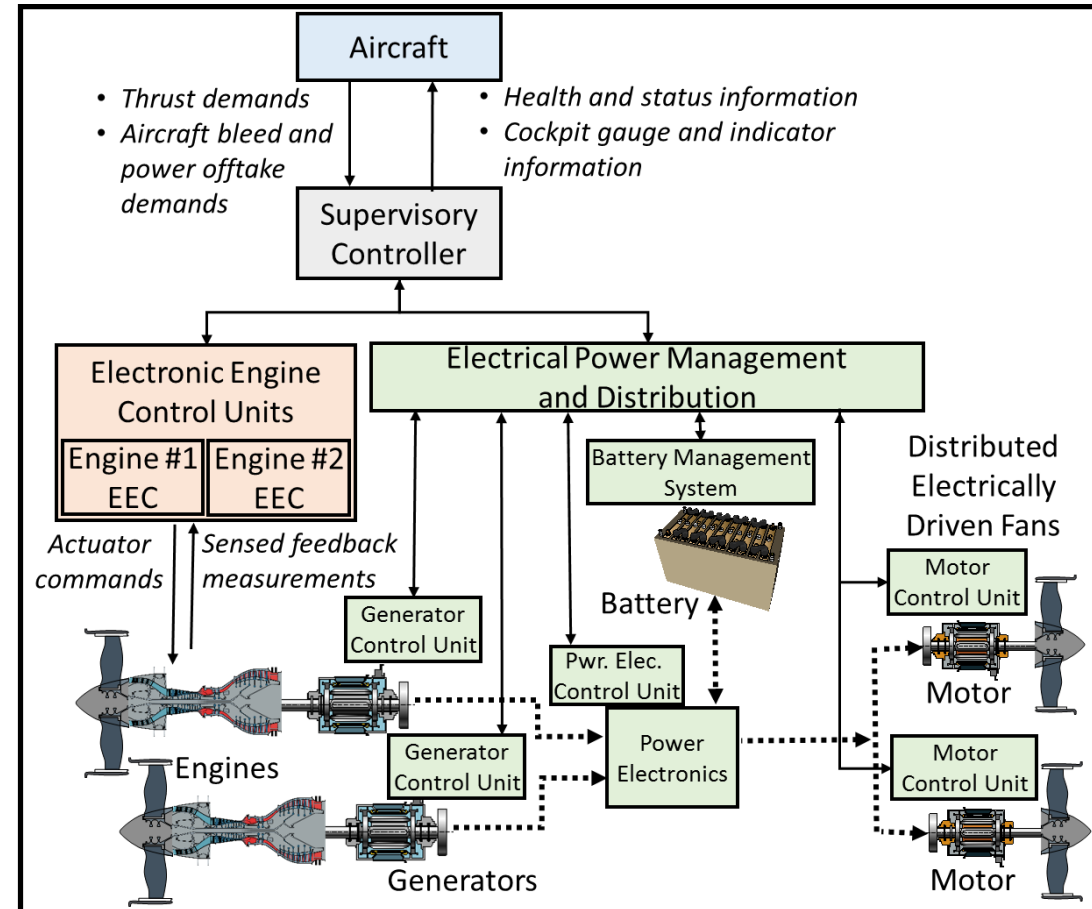 Aircraft
• Thrust demands
• Aircraft bleed and
power offtake
demands
• Health and status information
• Cockpit gauge and indicator
information
Supervisory
Controller
Electronic Engine
Control Units
Engine #1
EEC
Engine #2
EEC
Electrical Power Management
and Distribution
Battery Management
System
Distributed
Electrically
Driven Fans
Actuator
commands
Sensed feedback
measurements
Generator
Control Unit
Battery
Motor
Control Unit
Pwr. Elec.
Control Unit
Motor
Engines
Generator
Control Unit
Power
Electronics
Motor
Control Unit
Generators
Motor